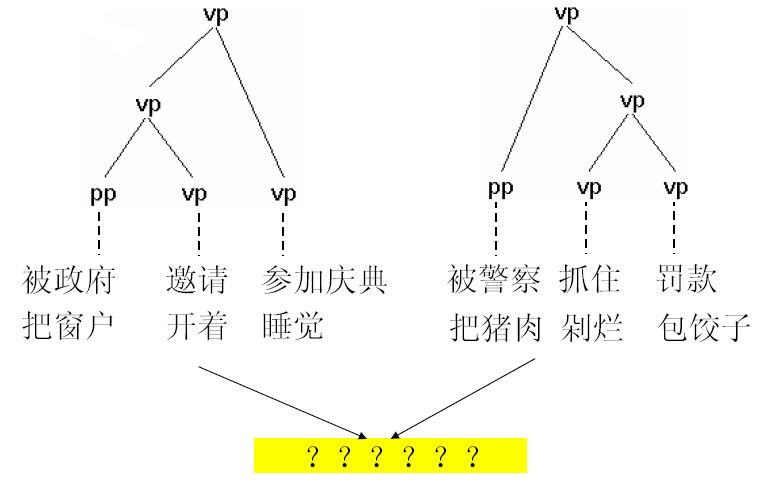 vp vp
vp vp
pp vp vp pp vp vp
被政府 邀请 参加庆典 被警察 抓住 罚款
把窗户 开着 睡觉 把猪肉 剁烂 包饺子
？？？？？？